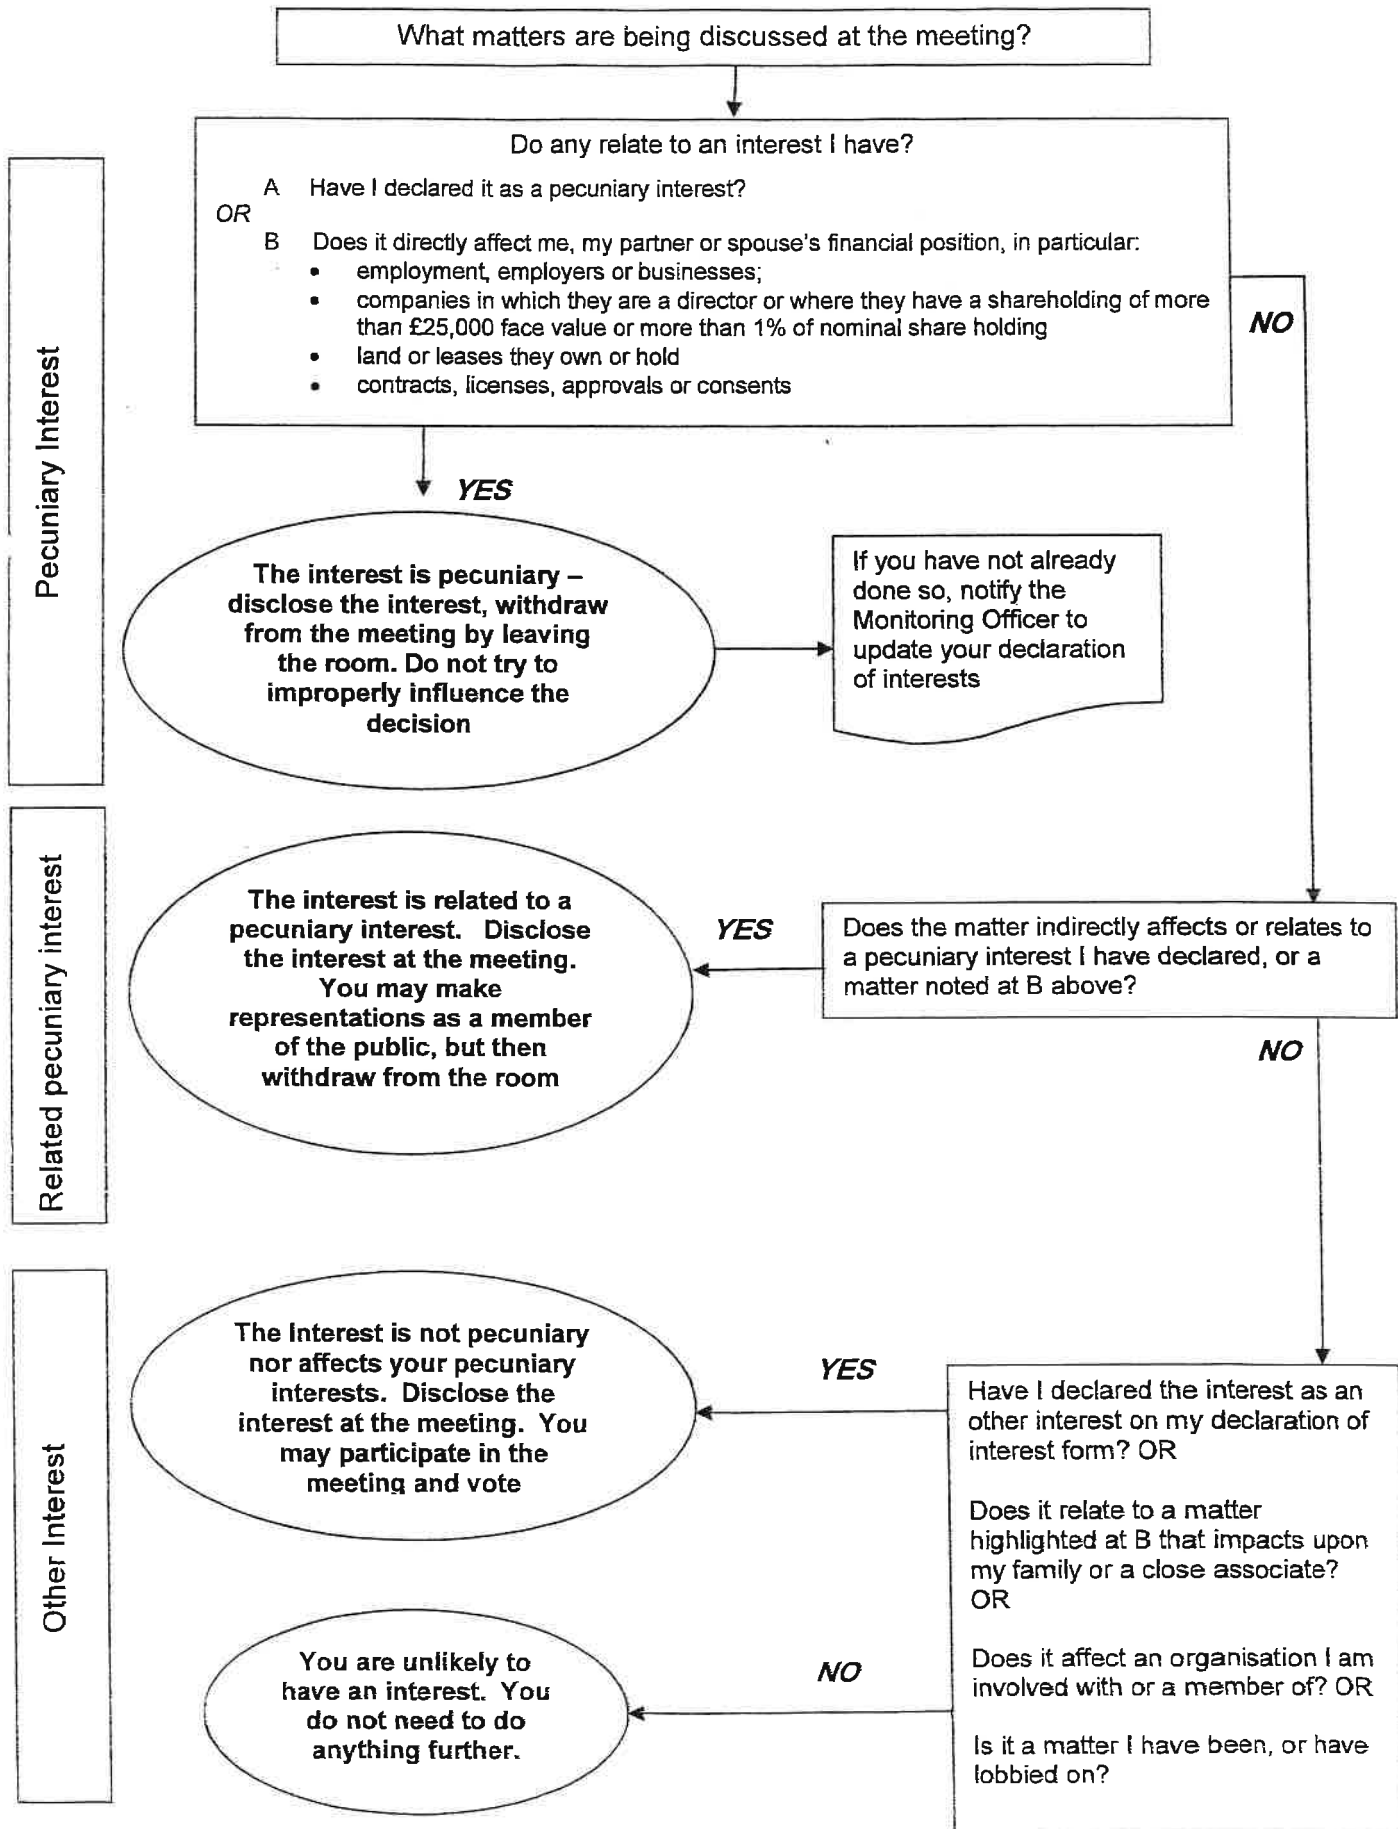 What matters are being discussed at the meeting?
Do any relate to an interest I have?
A Have I declared it as a pecuniary interest?
OR
B Does it directly affect me, my partner or spouse's financial position, in particular:
• employment, employers or businesses;
• companies in which they are a director or where they have a shareholding of more
than £25,000 face value or more than 1% of nominal share holding
• land or leases they own or hold
• contracts, licenses, approvals or consents
NO
Pecuniary Interest
YES
The interest is pecuniary –
disclose the interest, withdraw
from the meeting by leaving
the room. Do not try to
improperly influence the
decision
If you have not already
done so, notify the
Monitoring Officer to
update your declaration
of interests
Related pecuniary interest
The interest is related to a
pecuniary interest. Disclose
the interest at the meeting.
You may make
representations as a member
of the public, but then
withdraw from the room
YES
Does the matter indirectly affects or relates to
a pecuniary interest I have declared, or a
matter noted at B above?
NO
Other Interest
The Interest is not pecuniary
nor affects your pecuniary
interests. Disclose the
interest at the meeting. You
may participate in the
meeting and vote
YES
Have I declared the interest as an
other interest on my declaration of
interest form? OR
Does it relate to a matter
highlighted at B that impacts upon
my family or a close associate?
OR
Does it affect an organisation I am
involved with or a member of? OR
Is it a matter I have been, or have
lobbied on?
NO
You are unlikely to
have an interest. You
do not need to do
anything further.